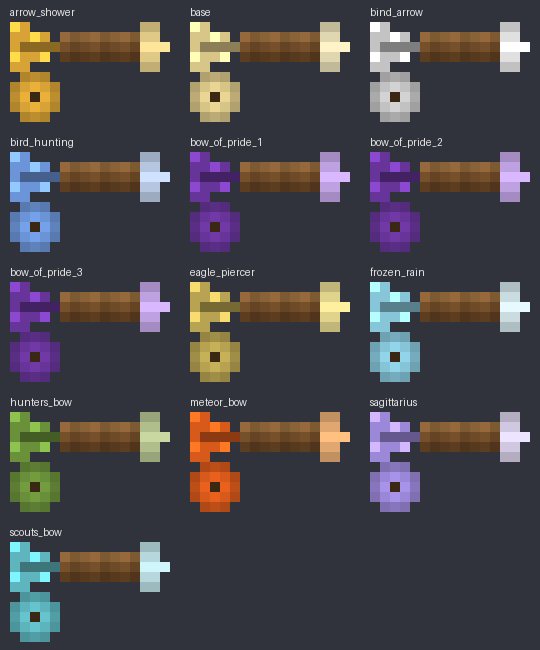 arrow_shower
base
bind_arrow
bird_hunting
bow_of_pride_1
bow_of_pride_2
bow_of_pride_3
eagle_piercer
frozen_rain
hunters_bow
meteor_bow
sagittarius
scouts_bow